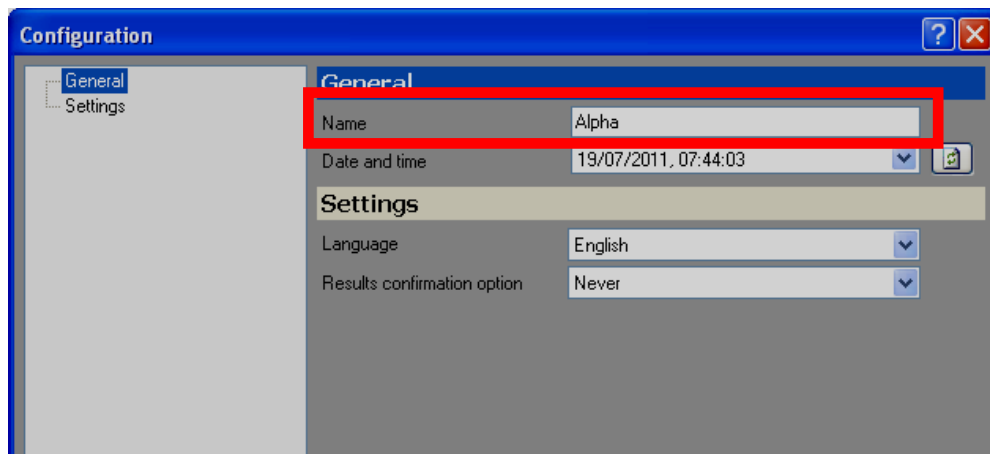 Configuration
General
Settings
General
Name Alpha
Date and time 19/07/2011, 07:44:03
Settings
Language English
Results confirmation option Never